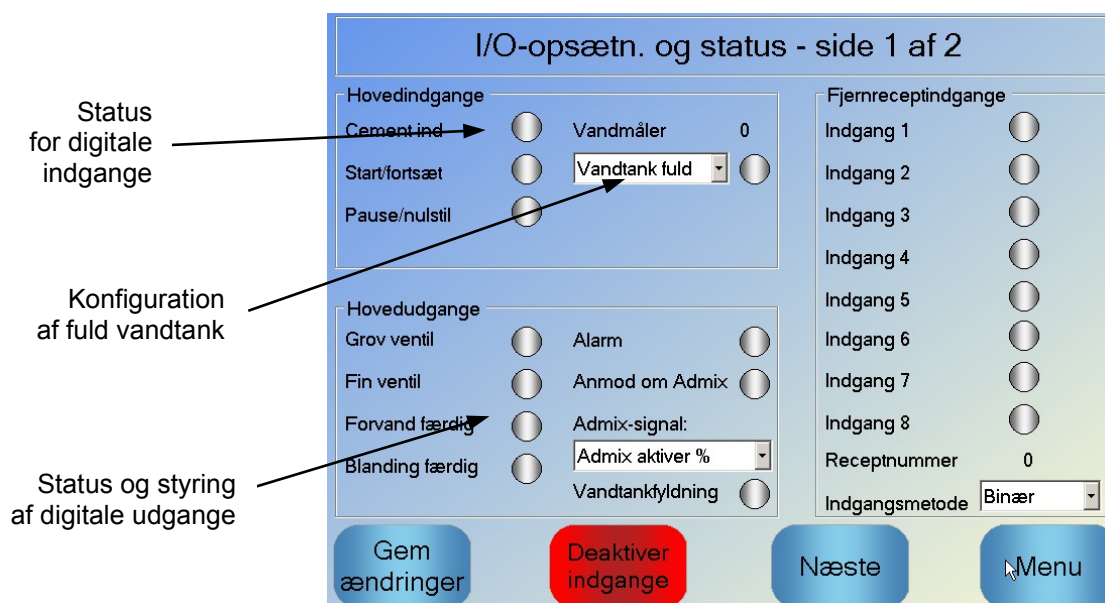 I/O-opsætn. og status - side 1 af 2
Status
for digitale
indgange
Konfiguration
af fuld vandtank
Status og styring
af digitale udgange
Hovedindgange
Cement ind
Vandmåler 0
Start/fortsæt
Vandtank fuld
Pause/nulstil
Hovedudgange
Grov ventil
Alarm
Fin ventil
Anmod om Admix
Forvand færdig
Admix-signal:
Blanding færdig
Admix aktiver %
Vandtankfyldning
Fjernreceptindgange
Indgang 1
Indgang 2
Indgang 3
Indgang 4
Indgang 5
Indgang 6
Indgang 7
Indgang 8
Receptnummer 0
Indgangsmetode Binær
Gem
ændringer
Deaktiver
indgange
Næste
Menu